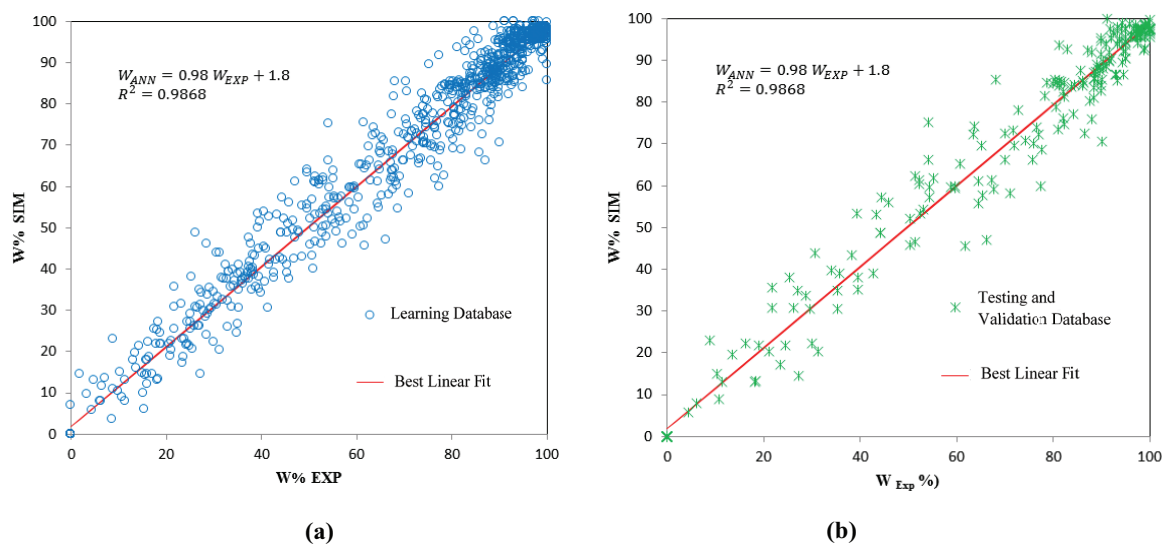 100
90
80
70
60
50
40
30
20
10
0
W% SIM
W_ANN = 0.98 W_EXP + 1.8
R² = 0.9868
Learning Database
Best Linear Fit
0 20 40 60 80 100
W% EXP
(a)
100
90
80
70
60
50
40
30
20
10
0
W% SIM
W_ANN = 0.98 W_EXP + 1.8
R² = 0.9868
Testing and
Validation Database
Best Linear Fit
0 20 40 60 80 100
W Exp %)
(b)